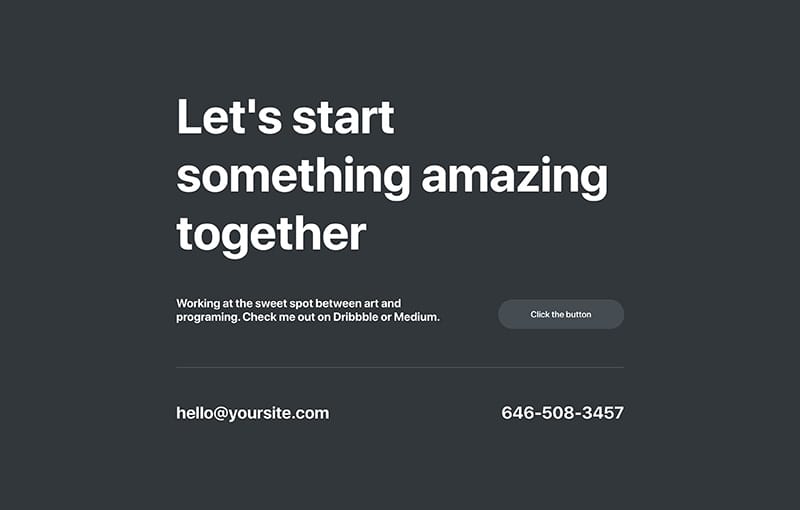 Let's start
something amazing
together
Working at the sweet spot between art and
programing. Check me out on Dribbble or Medium.
Click the button
hello@yoursite.com
646-508-3457